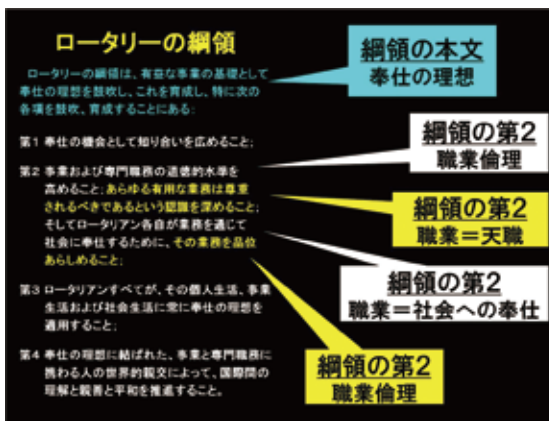 ロータリーの綱領
ロータリーの綱領は、有益な事業の基礎として
奉仕の理想を鼓吹し、これを育成し、特に次の
各項を鼓吹、育成することにある:
第1 奉仕の機会として知り合いを広めること;
第2 事業および専門職務の道徳的水準を
高めること;あらゆる有用な業務は尊重
されるべきであるという認識を深めること;
そしてロータリアン各自が業務を通じて
社会に奉仕するために、その業務を品位
あらしめること;
第3 ロータリアンすべてが、その個人生活、事業
生活および社会生活に常に奉仕の理想を
適用すること;
第4 奉仕の理想に結ばれた、事業と専門職務に
携わる人の世界的親交によって、国際間の
理解と親善と平和を推進すること。
綱領の本文
奉仕の理想
綱領の第2
職業倫理
綱領の第2
職業＝天職
綱領の第2
職業＝社会への奉仕
綱領の第2
職業倫理